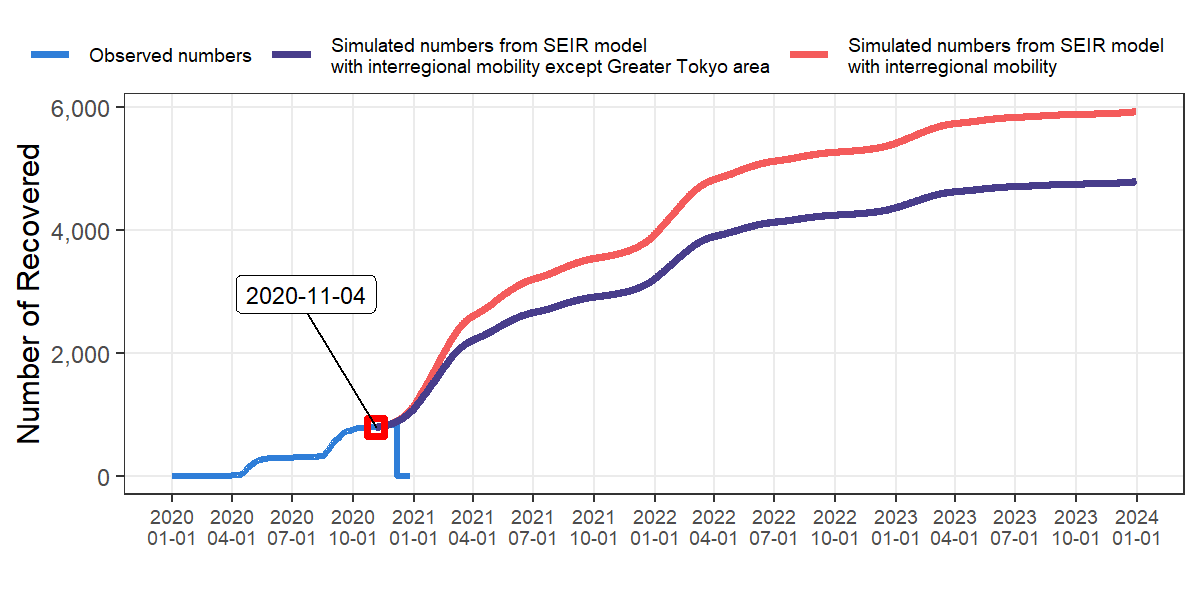 Observed numbers
Simulated numbers from SEIR model
with interregional mobility except Greater Tokyo area
Simulated numbers from SEIR model
with interregional mobility
Number of Recovered
6,000
4,000
2,000
0
2020-11-04
2020 2020 2020 2020 2021 2021 2021 2021 2022 2022 2022 2022 2023 2023 2023 2023 2024
01-01 04-01 07-01 10-01 01-01 04-01 07-01 10-01 01-01 04-01 07-01 10-01 01-01 04-01 07-01 10-01 01-01